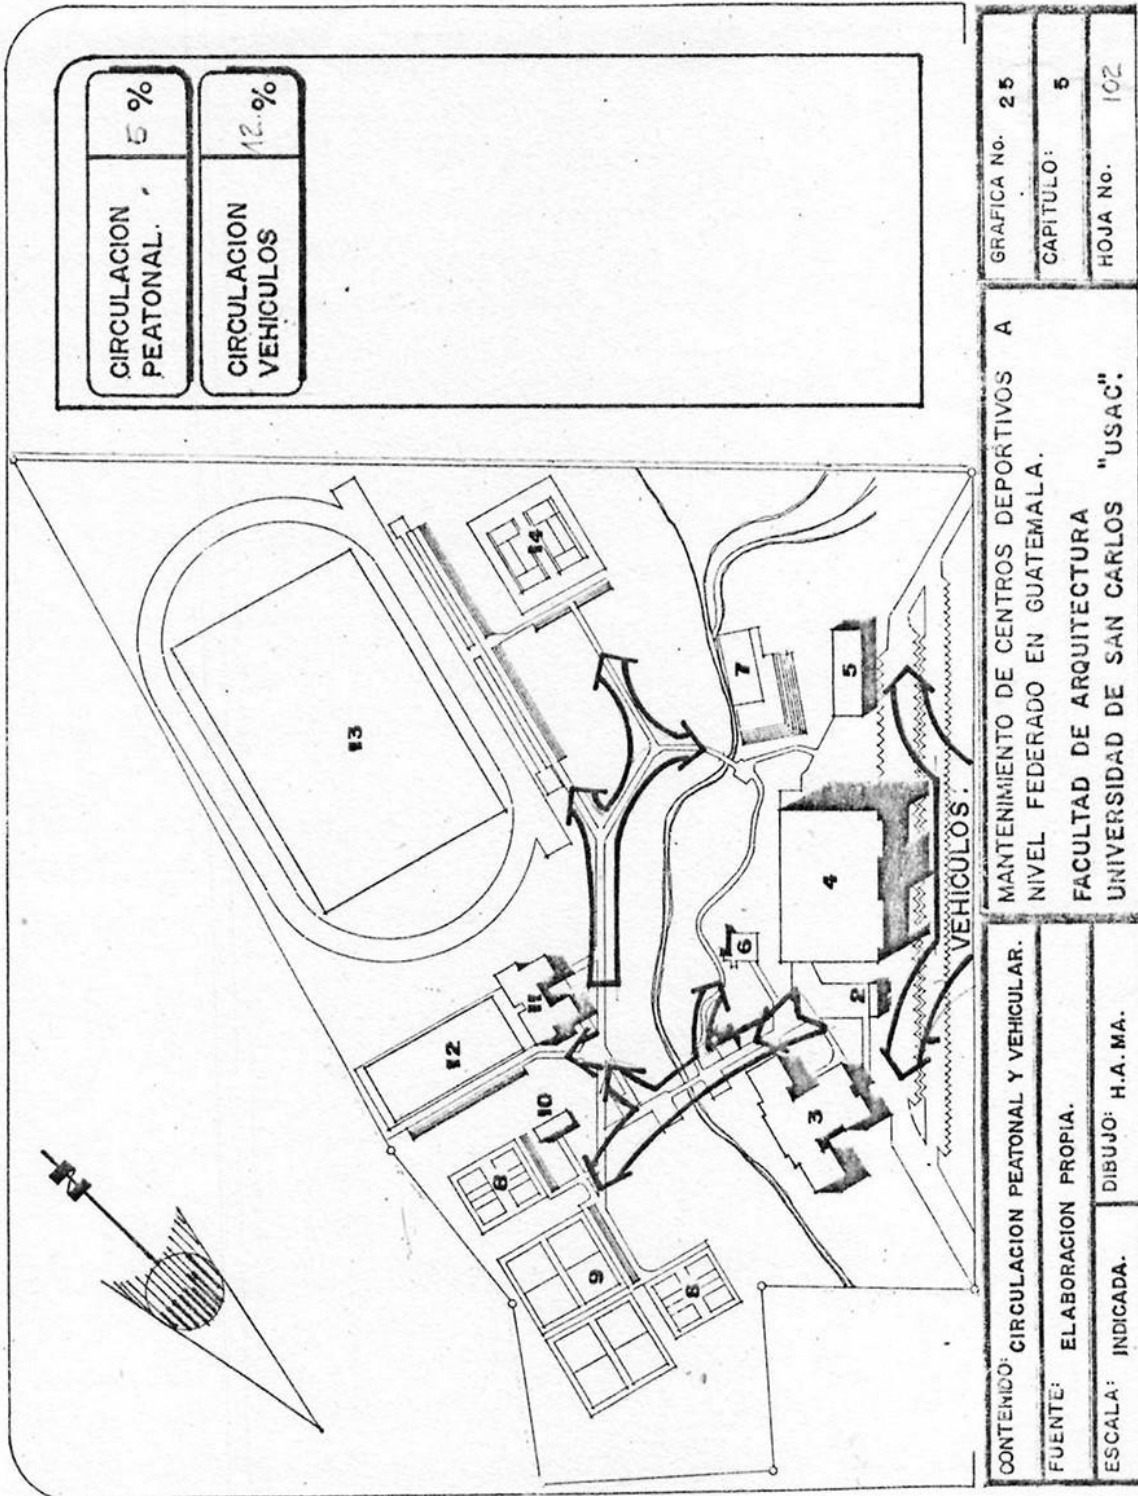 CIRCULACION
PEATONAL.
5 %
CIRCULACION
VEHICULOS
12.%
N
13
14
12
11
10
8
9
8
7
5
4
6
2
3
VEHICULOS.
CONTENIDO: CIRCULACION PEATONAL Y VEHICULAR.
FUENTE: ELABORACION PROPIA.
ESCALA: INDICADA.
DIBUJO: H.A.MA.
MANTENIMIENTO DE CENTROS DEPORTIVOS A
NIVEL FEDERADO EN GUATEMALA.
FACULTAD DE ARQUITECTURA
UNIVERSIDAD DE SAN CARLOS "USAC".
GRAFICA No. 25
CAPITULO: 5
HOJA No. 102